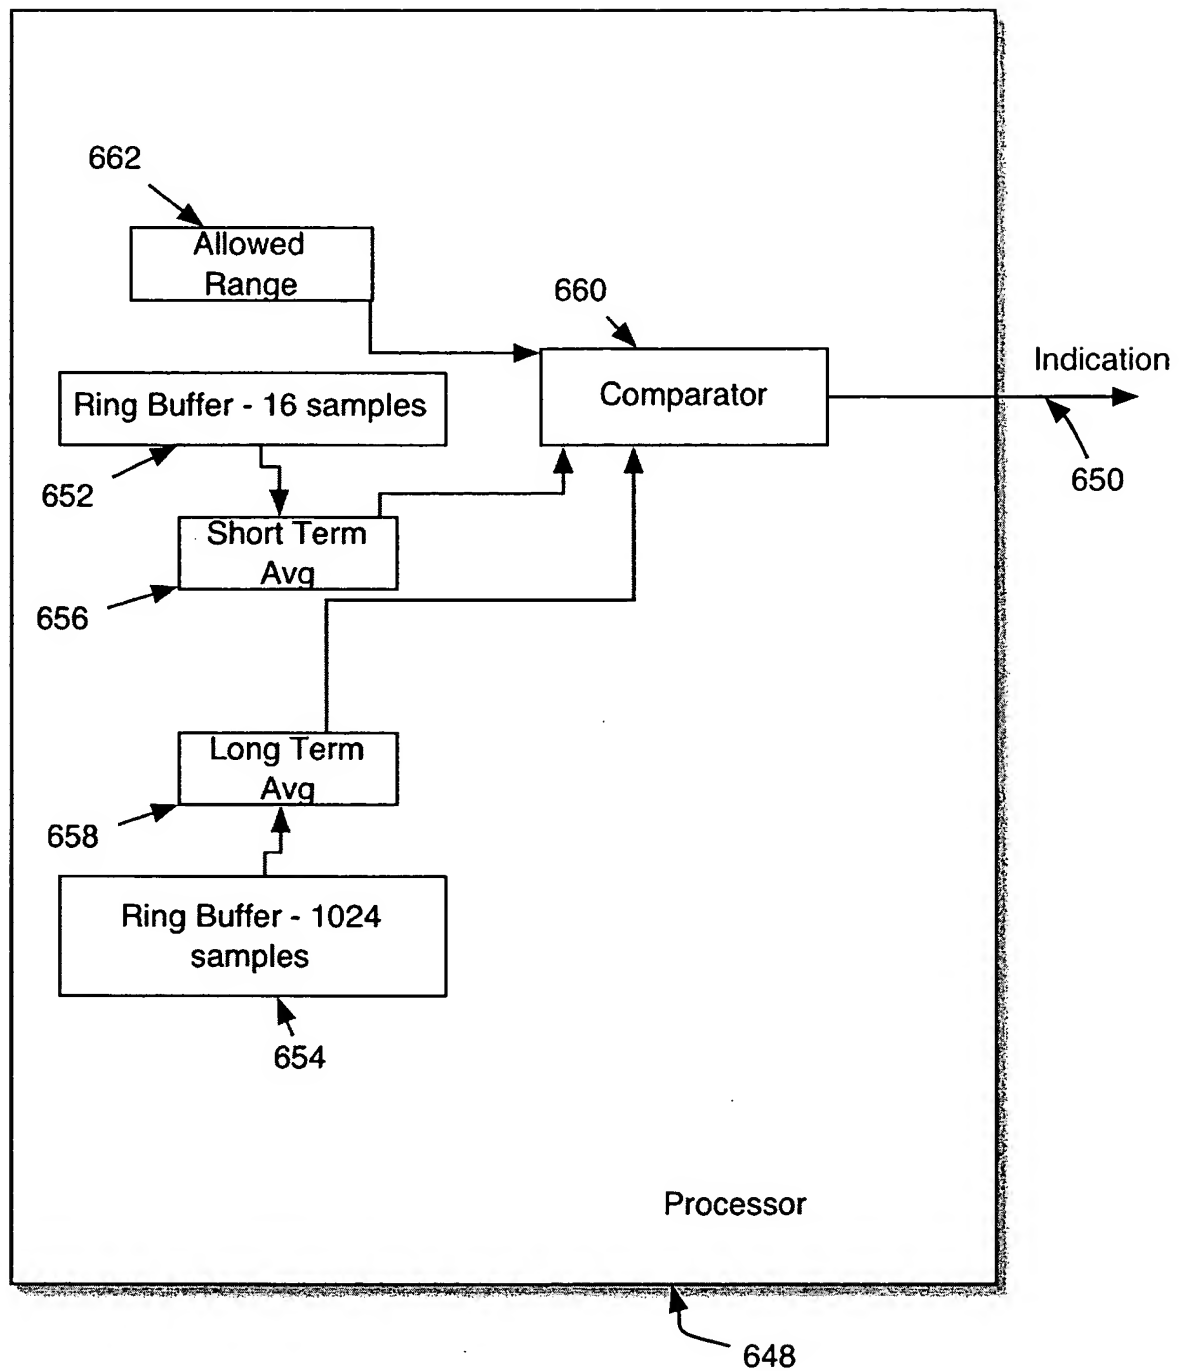 662
Allowed
Range
660
Indication
Comparator
Ring Buffer - 16 samples
652
650
Short Term
Avg
656
Long Term
Avg
658
Ring Buffer - 1024
samples
654
Processor
648